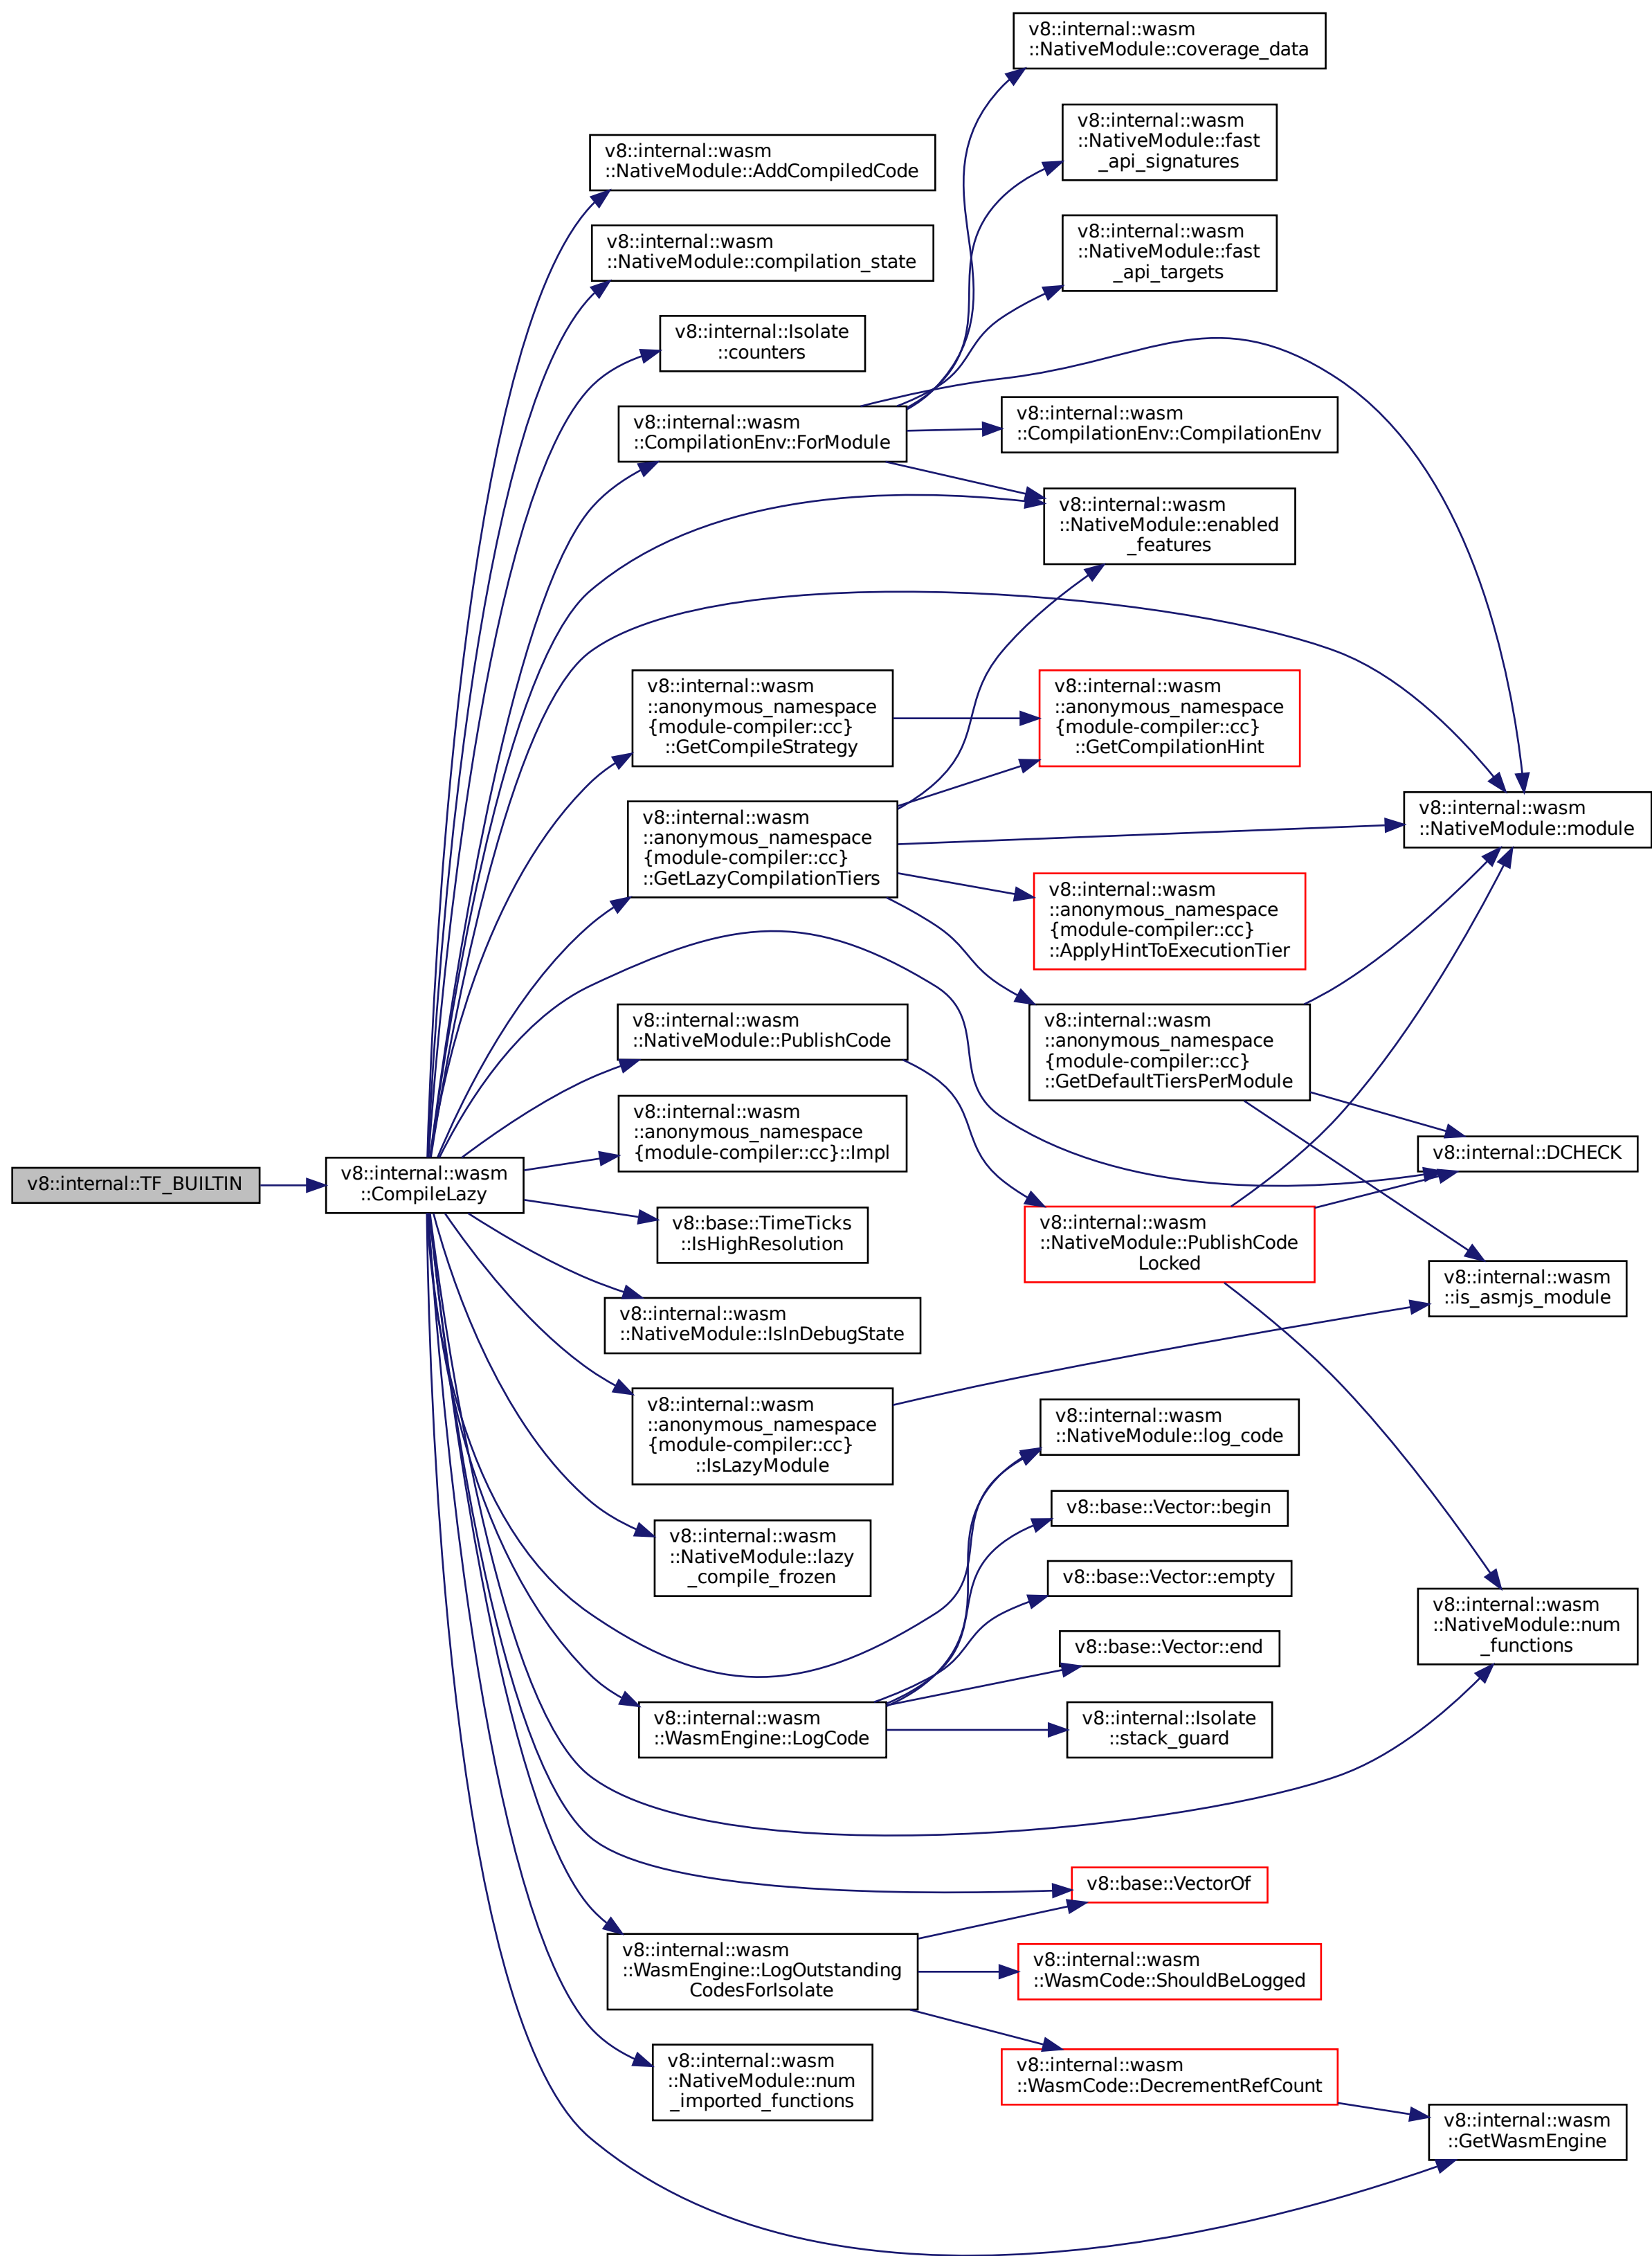 v8::internal::TF_BUILTIN
v8::internal::wasm
::CompileLazy
v8::internal::wasm
::NativeModule::AddCompiledCode
v8::internal::wasm
::NativeModule::compilation_state
v8::internal::Isolate
::counters
v8::internal::wasm
::CompilationEnv::ForModule
v8::internal::wasm
::anonymous_namespace
{module-compiler::cc}
::GetCompileStrategy
v8::internal::wasm
::anonymous_namespace
{module-compiler::cc}
::GetLazyCompilationTiers
v8::internal::wasm
::NativeModule::PublishCode
v8::internal::wasm
::anonymous_namespace
{module-compiler::cc}::Impl
v8::base::TimeTicks
::IsHighResolution
v8::internal::wasm
::NativeModule::IsInDebugState
v8::internal::wasm
::anonymous_namespace
{module-compiler::cc}
::IsLazyModule
v8::internal::wasm
::NativeModule::lazy
_compile_frozen
v8::internal::wasm
::WasmEngine::LogCode
v8::internal::wasm
::WasmEngine::LogOutstanding
CodesForIsolate
v8::internal::wasm
::NativeModule::num
_imported_functions
v8::internal::wasm
::NativeModule::coverage_data
v8::internal::wasm
::NativeModule::fast
_api_signatures
v8::internal::wasm
::NativeModule::fast
_api_targets
v8::internal::wasm
::CompilationEnv::CompilationEnv
v8::internal::wasm
::NativeModule::enabled
_features
v8::internal::wasm
::anonymous_namespace
{module-compiler::cc}
::GetCompilationHint
v8::internal::wasm
::anonymous_namespace
{module-compiler::cc}
::ApplyHintToExecutionTier
v8::internal::wasm
::anonymous_namespace
{module-compiler::cc}
::GetDefaultTiersPerModule
v8::internal::wasm
::NativeModule::PublishCode
Locked
v8::internal::wasm
::NativeModule::log_code
v8::base::Vector::begin
v8::base::Vector::empty
v8::base::Vector::end
v8::internal::Isolate
::stack_guard
v8::base::VectorOf
v8::internal::wasm
::WasmCode::ShouldBeLogged
v8::internal::wasm
::WasmCode::DecrementRefCount
v8::internal::wasm
::NativeModule::module
v8::internal::DCHECK
v8::internal::wasm
::is_asmjs_module
v8::internal::wasm
::NativeModule::num
_functions
v8::internal::wasm
::GetWasmEngine